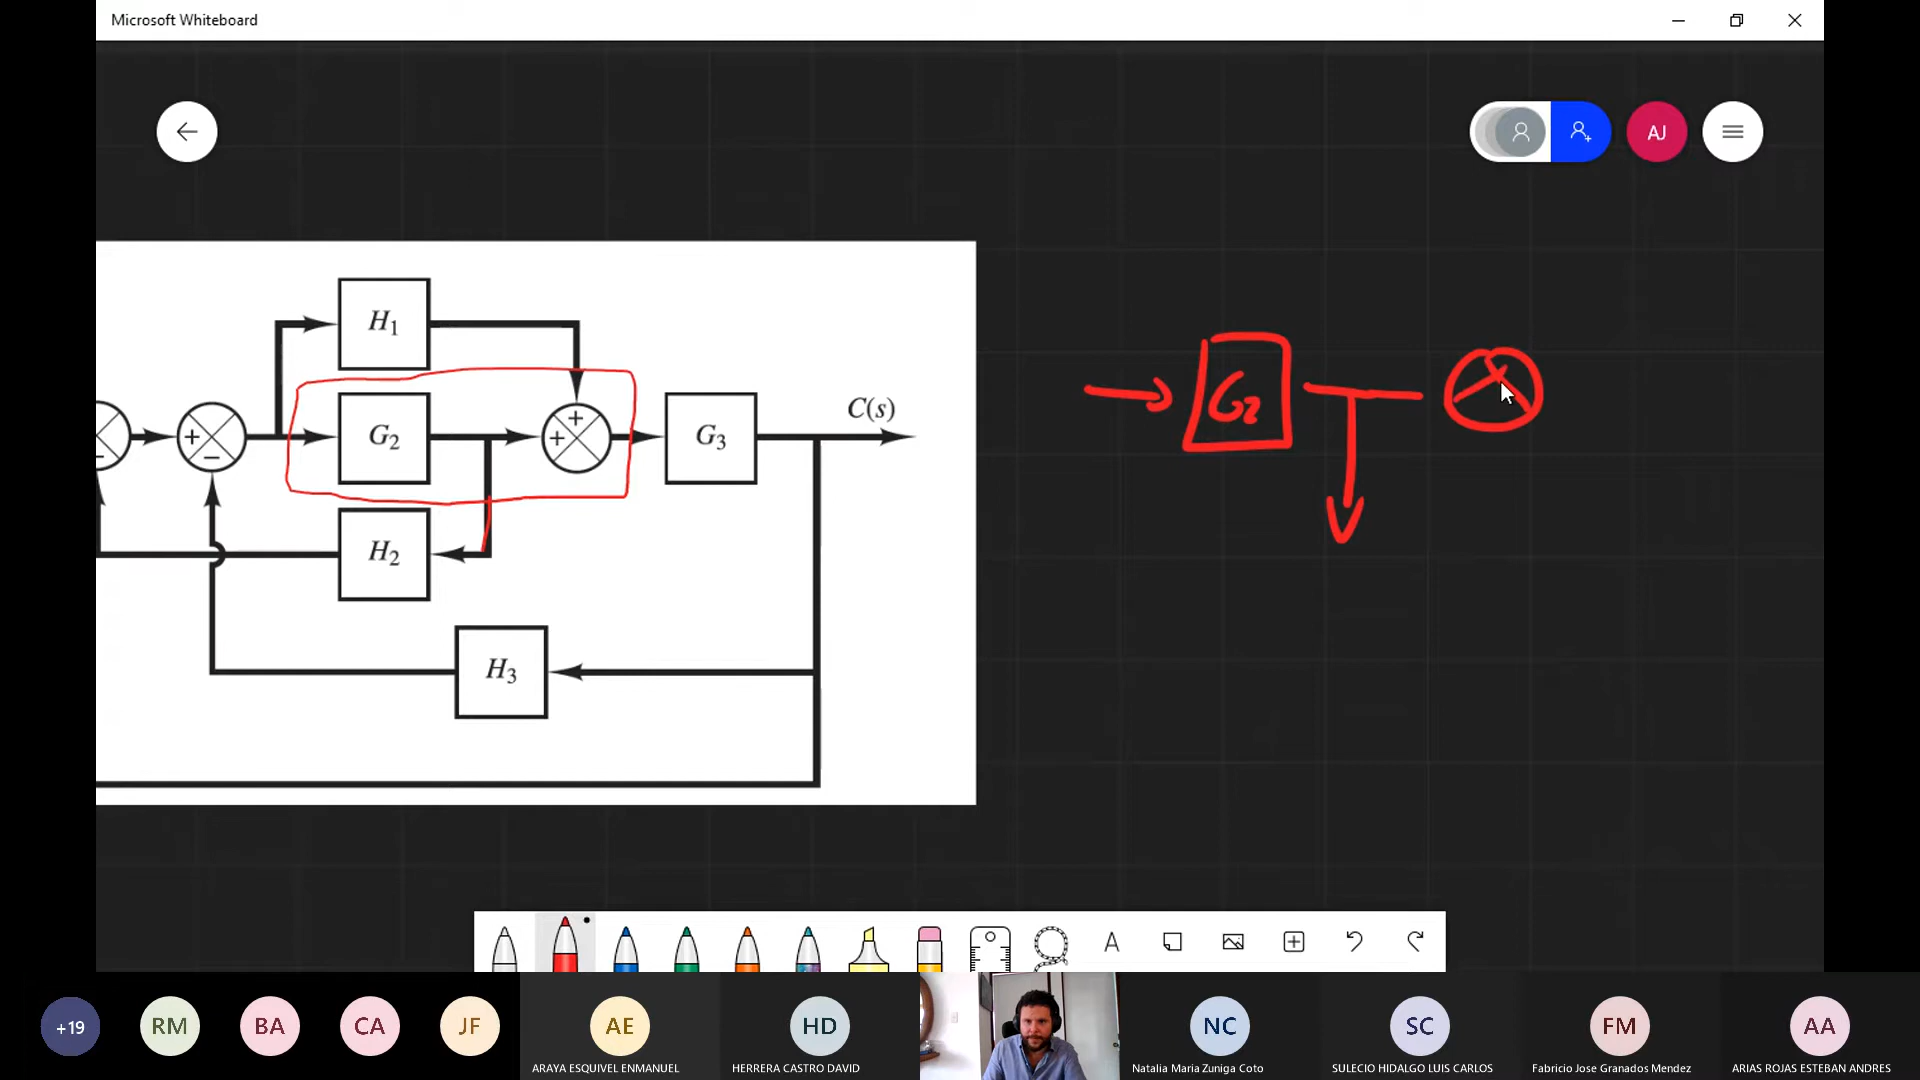 Microsoft Whiteboard
AJ
H1
C(s)
+
+
−
G2
+
G3
G2
−
H2
H3
A
+19
RM
BA
CA
JF
AE
HD
NC
SC
FM
AA
ARAYA ESQUIVEL ENMANUEL
HERRERA CASTRO DAVID
Natalia Maria Zuniga Coto
SULECIO HIDALGO LUIS CARLOS
Fabricio Jose Granados Mendez
ARIAS ROJAS ESTEBAN ANDRES